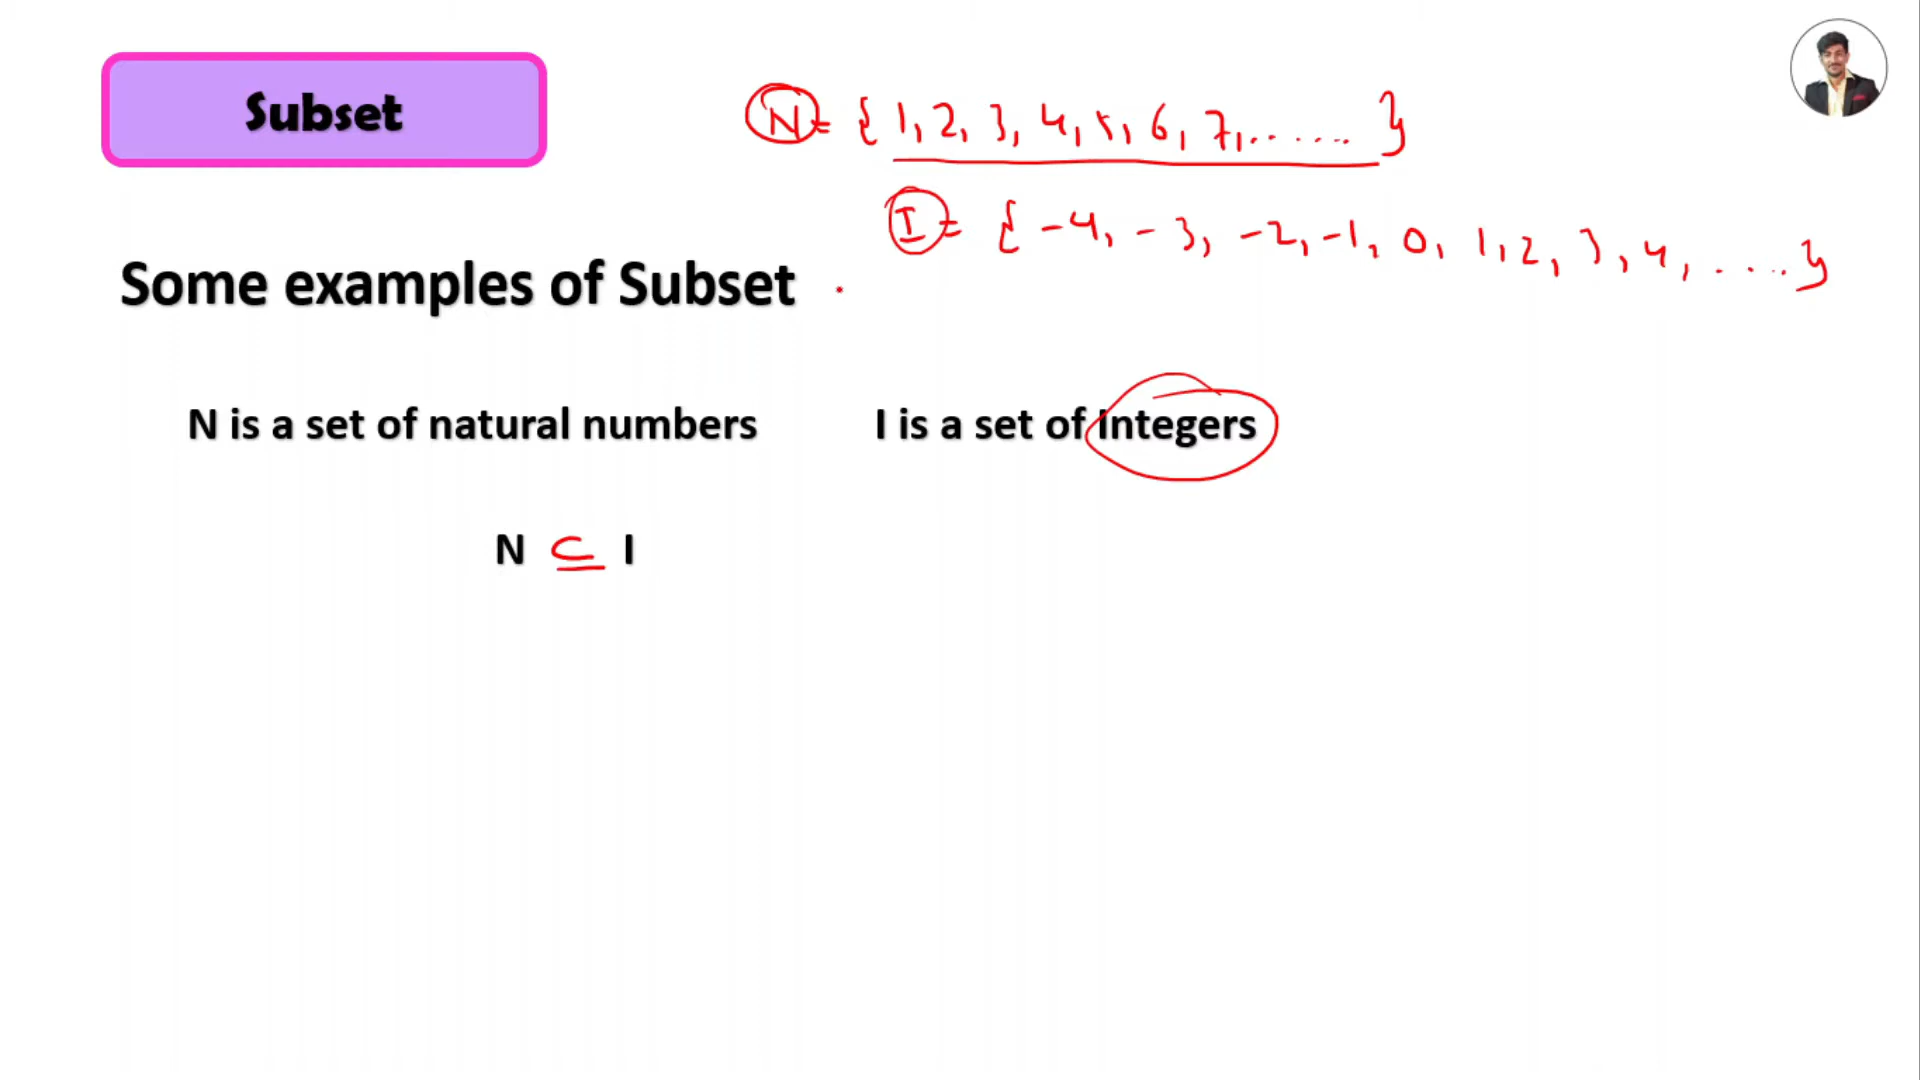 Subset
N = { 1, 2, 3, 4, 5, 6, 7, ...... }
I = { -4, -3, -2, -1, 0, 1, 2, 3, 4, ..... }
Some examples of Subset
N is a set of natural numbers
I is a set of Integers
N ⊆ I